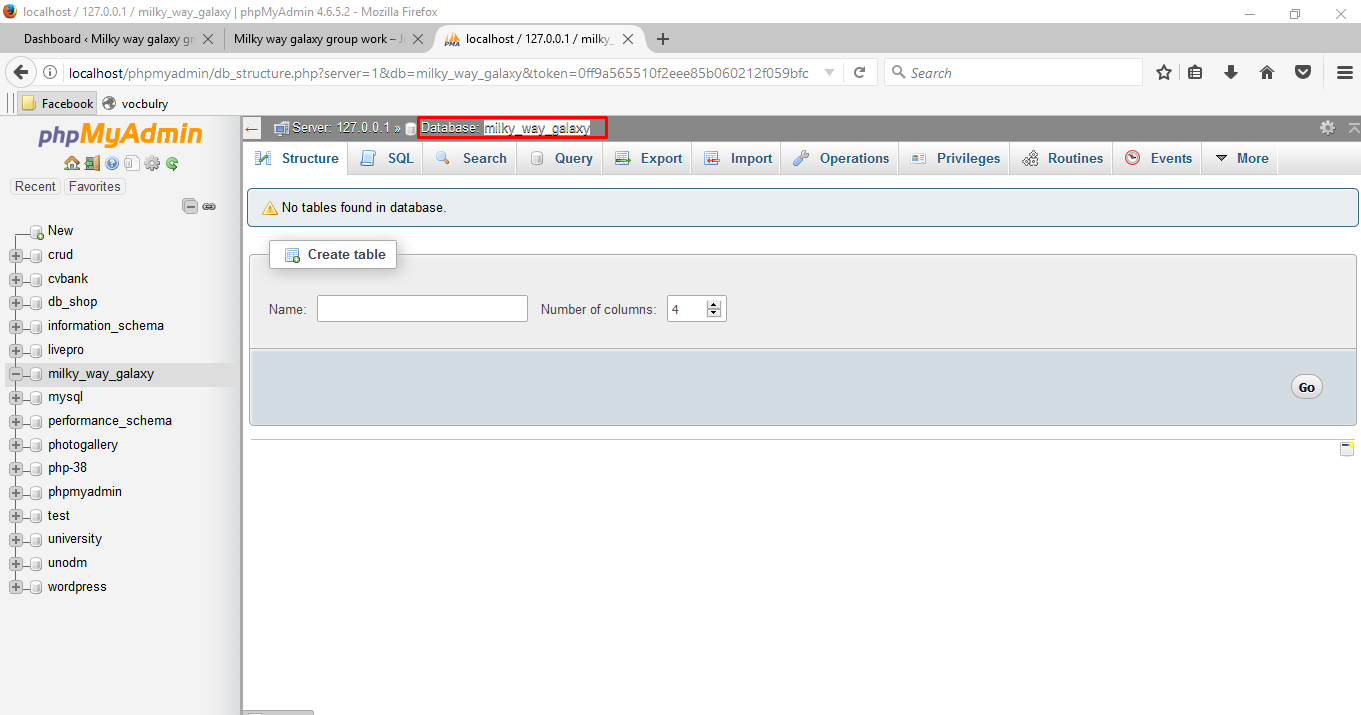 localhost / 127.0.0.1 / milky_way_galaxy | phpMyAdmin 4.6.5.2 - Mozilla Firefox
Dashboard ‹ Milky way galaxy gr Milky way galaxy group work – J localhost / 127.0.0.1 / milky_
localhost/phpmyadmin/db_structure.php?server=1&db=milky_way_galaxy&token=0ff9a565510f2eee85b060212f059bfc Search
Facebook vocbulry
phpMyAdmin
Recent Favorites
New
crud
cvbank
db_shop
information_schema
livepro
milky_way_galaxy
mysql
performance_schema
photogallery
php-38
phpmyadmin
test
university
unodm
wordpress
Server: 127.0.0.1 » Database: milky_way_galaxy
Structure SQL Search Query Export Import Operations Privileges Routines Events More
No tables found in database.
Create table
Name: Number of columns: 4
Go